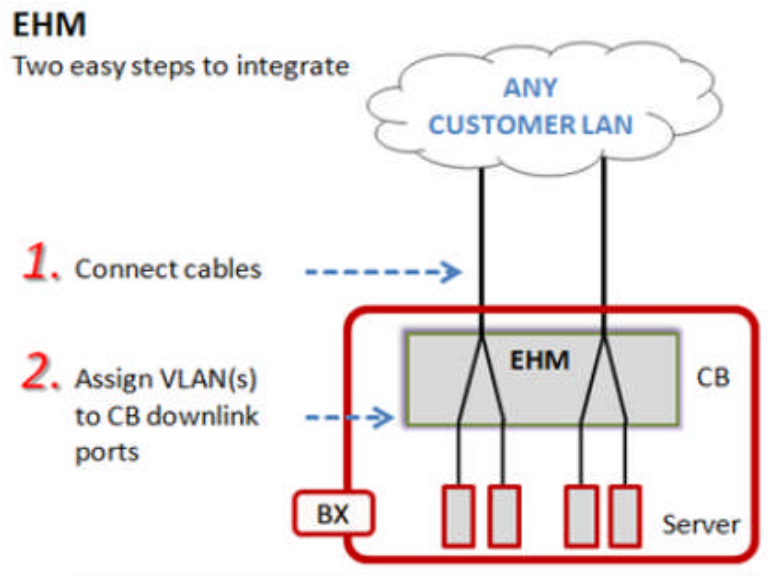 EHM
Two easy steps to integrate
ANY
CUSTOMER LAN
1. Connect cables
EHM
CB
2. Assign VLAN(s)
to CB downlink
ports
BX
Server